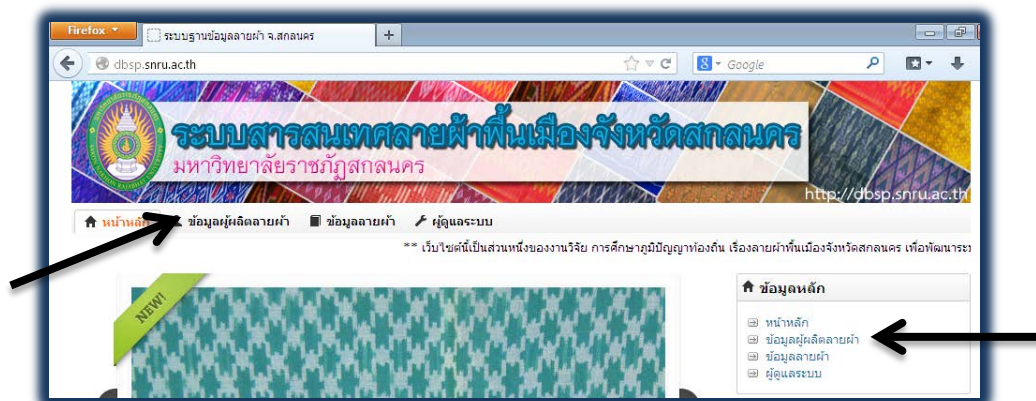 Firefox
ระบบฐานข้อมูลลายผ้า จ.สกลนคร
dbsp.snru.ac.th
Google
ระบบสารสนเทศลายผ้าพื้นเมืองจังหวัดสกลนคร
มหาวิทยาลัยราชภัฏสกลนคร
http://dbsp.snru.ac.th
หน้าหลัก ข้อมูลผู้ผลิตลายผ้า ข้อมูลลายผ้า ผู้ดูแลระบบ
** เว็บไซต์นี้เป็นส่วนหนึ่งของงานวิจัย การศึกษาภูมิปัญญาท้องถิ่น เรื่องลายผ้าพื้นเมืองจังหวัดสกลนคร เพื่อพัฒนาระ
NEW!
ข้อมูลหลัก
หน้าหลัก
ข้อมูลผู้ผลิตลายผ้า
ข้อมูลลายผ้า
ผู้ดูแลระบบ